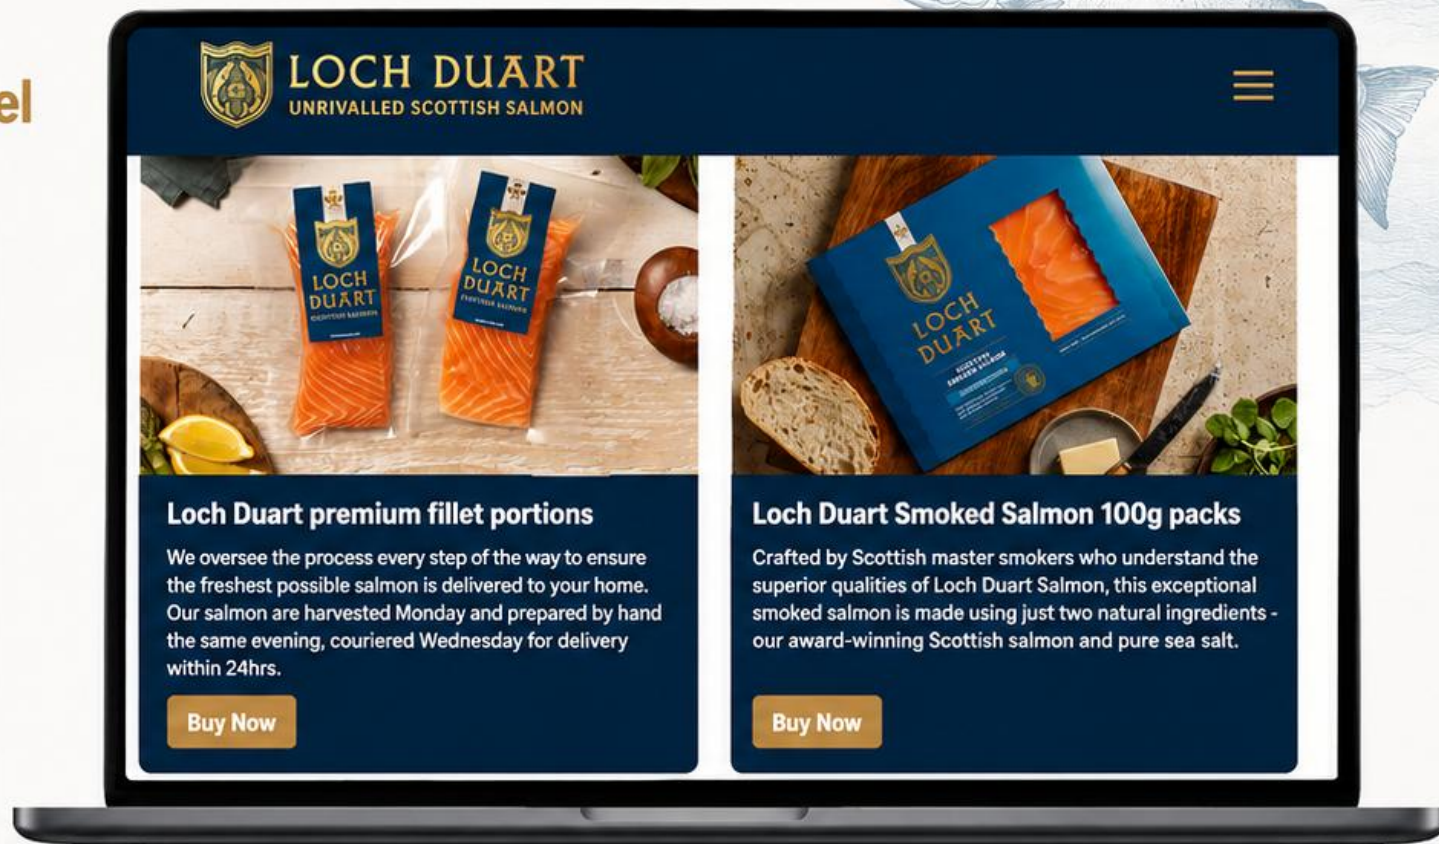 el
LOCH DUART
UNRIVALLED SCOTTISH SALMON
LOCH
DUART
LOCH
DUART
LOCH
DUART
Loch Duart premium fillet portions
We oversee the process every step of the way to ensure
the freshest possible salmon is delivered to your home.
Our salmon are harvested Monday and prepared by hand
the same evening, couriered Wednesday for delivery
within 24hrs.
Buy Now
Loch Duart Smoked Salmon 100g packs
Crafted by Scottish master smokers who understand the
superior qualities of Loch Duart Salmon, this exceptional
smoked salmon is made using just two natural ingredients -
our award-winning Scottish salmon and pure sea salt.
Buy Now